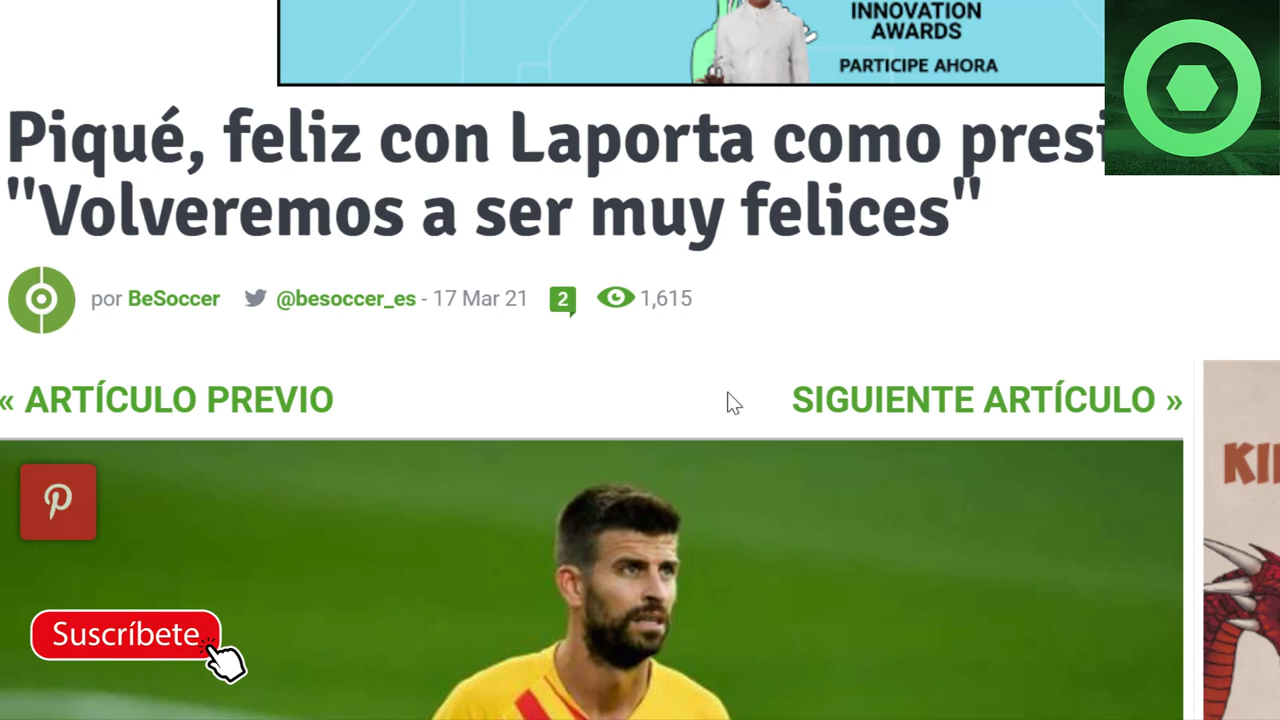 INNOVATION
AWARDS
PARTICIPE AHORA
Piqué, feliz con Laporta como presi
"Volveremos a ser muy felices"
por BeSoccer @besoccer_es - 17 Mar 21 2 1,615
« ARTÍCULO PREVIO
SIGUIENTE ARTÍCULO »
Suscríbete